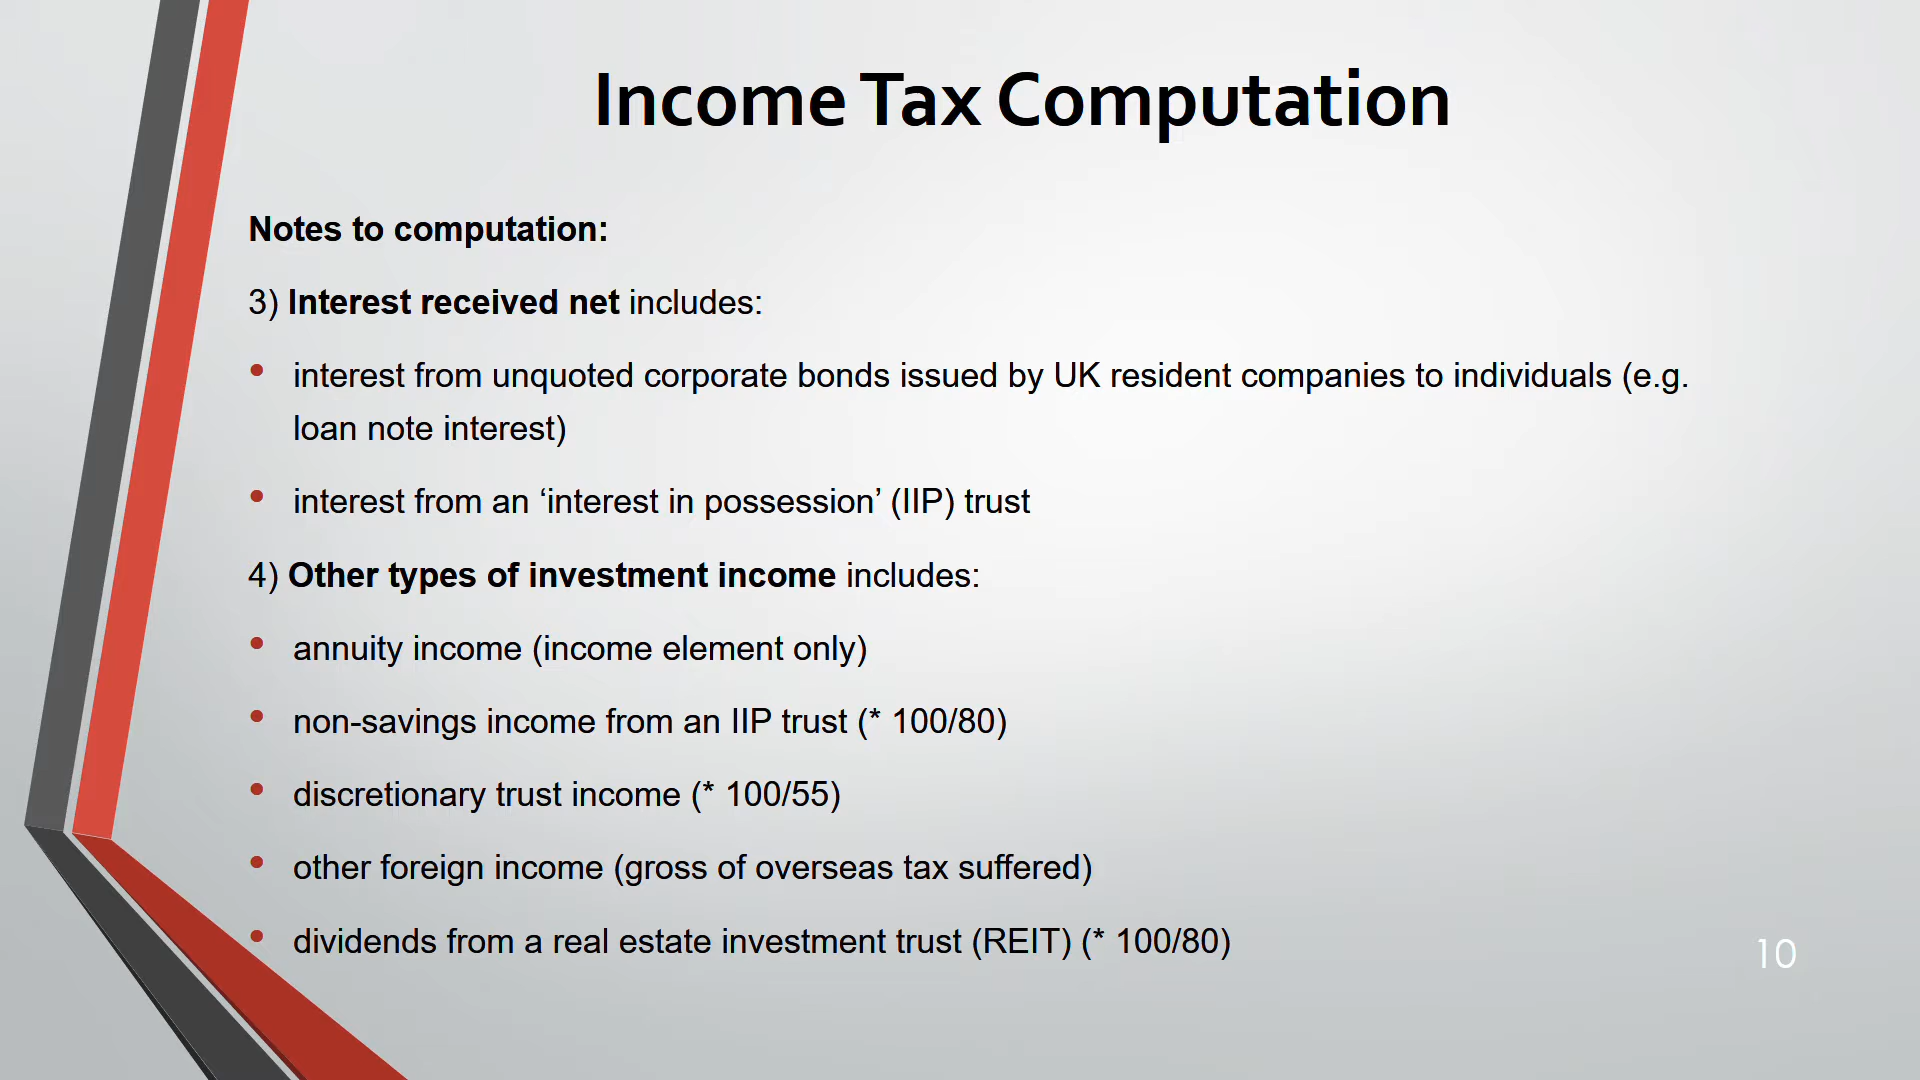 Income Tax Computation
Notes to computation:
3) Interest received net includes:
• interest from unquoted corporate bonds issued by UK resident companies to individuals (e.g.
loan note interest)
• interest from an ‘interest in possession’ (IIP) trust
4) Other types of investment income includes:
• annuity income (income element only)
• non-savings income from an IIP trust (* 100/80)
• discretionary trust income (* 100/55)
• other foreign income (gross of overseas tax suffered)
• dividends from a real estate investment trust (REIT) (* 100/80)
10